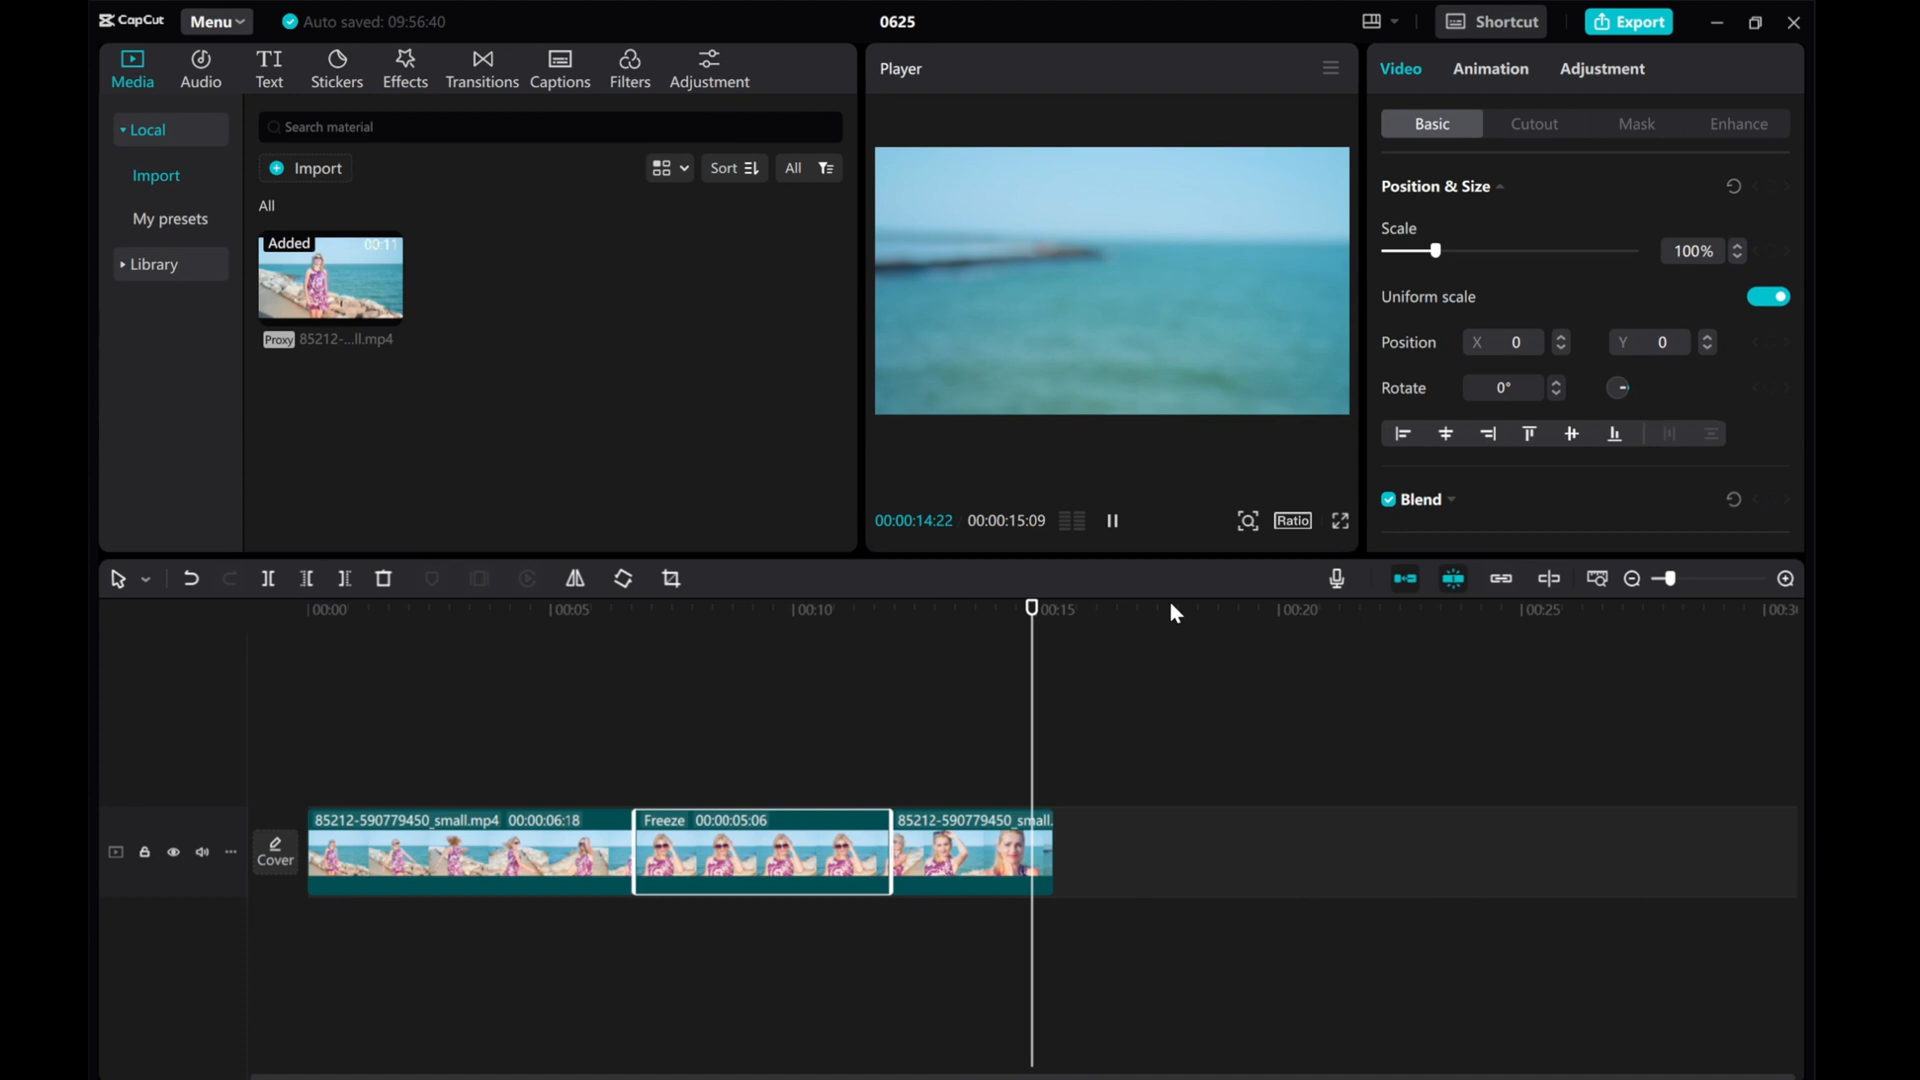 CapCut
Menu
Auto saved: 09:56:40
0625
Shortcut
Export
Media
Audio
Text
Stickers
Effects
Transitions
Captions
Filters
Adjustment
Local
Import
My presets
Library
Search material
Import
Sort
All
All
Added
00:11
Proxy
85212-...ll.mp4
Player
00:00:14:22
00:00:15:09
Ratio
Video
Animation
Adjustment
Basic
Cutout
Mask
Enhance
Position & Size
Scale
100%
Uniform scale
Position
X 0
Y 0
Rotate
0°
Blend
00:00
00:05
00:10
00:15
00:20
00:25
00:30
Cover
85212-590779450_small.mp4 00:00:06:18
Freeze 00:00:05:06
85212-590779450_small.